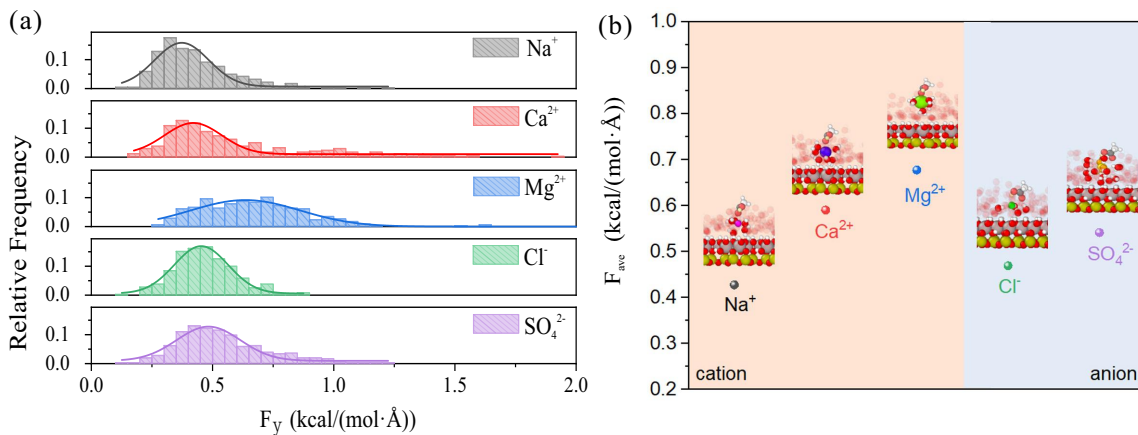 (a)
Relative Frequency
0.1
0.0
Na⁺
0.1
0.0
Ca²⁺
0.1
0.0
Mg²⁺
0.1
0.0
Cl⁻
0.1
0.0
SO₄²⁻
0.0 0.5 1.0 1.5 2.0
F_y (kcal/(mol·Å))
(b)
F_ave (kcal/(mol·Å))
1.0
0.9
0.8
0.7
0.6
0.5
0.4
0.3
0.2
Na⁺
Ca²⁺
Mg²⁺
Cl⁻
SO₄²⁻
cation
anion